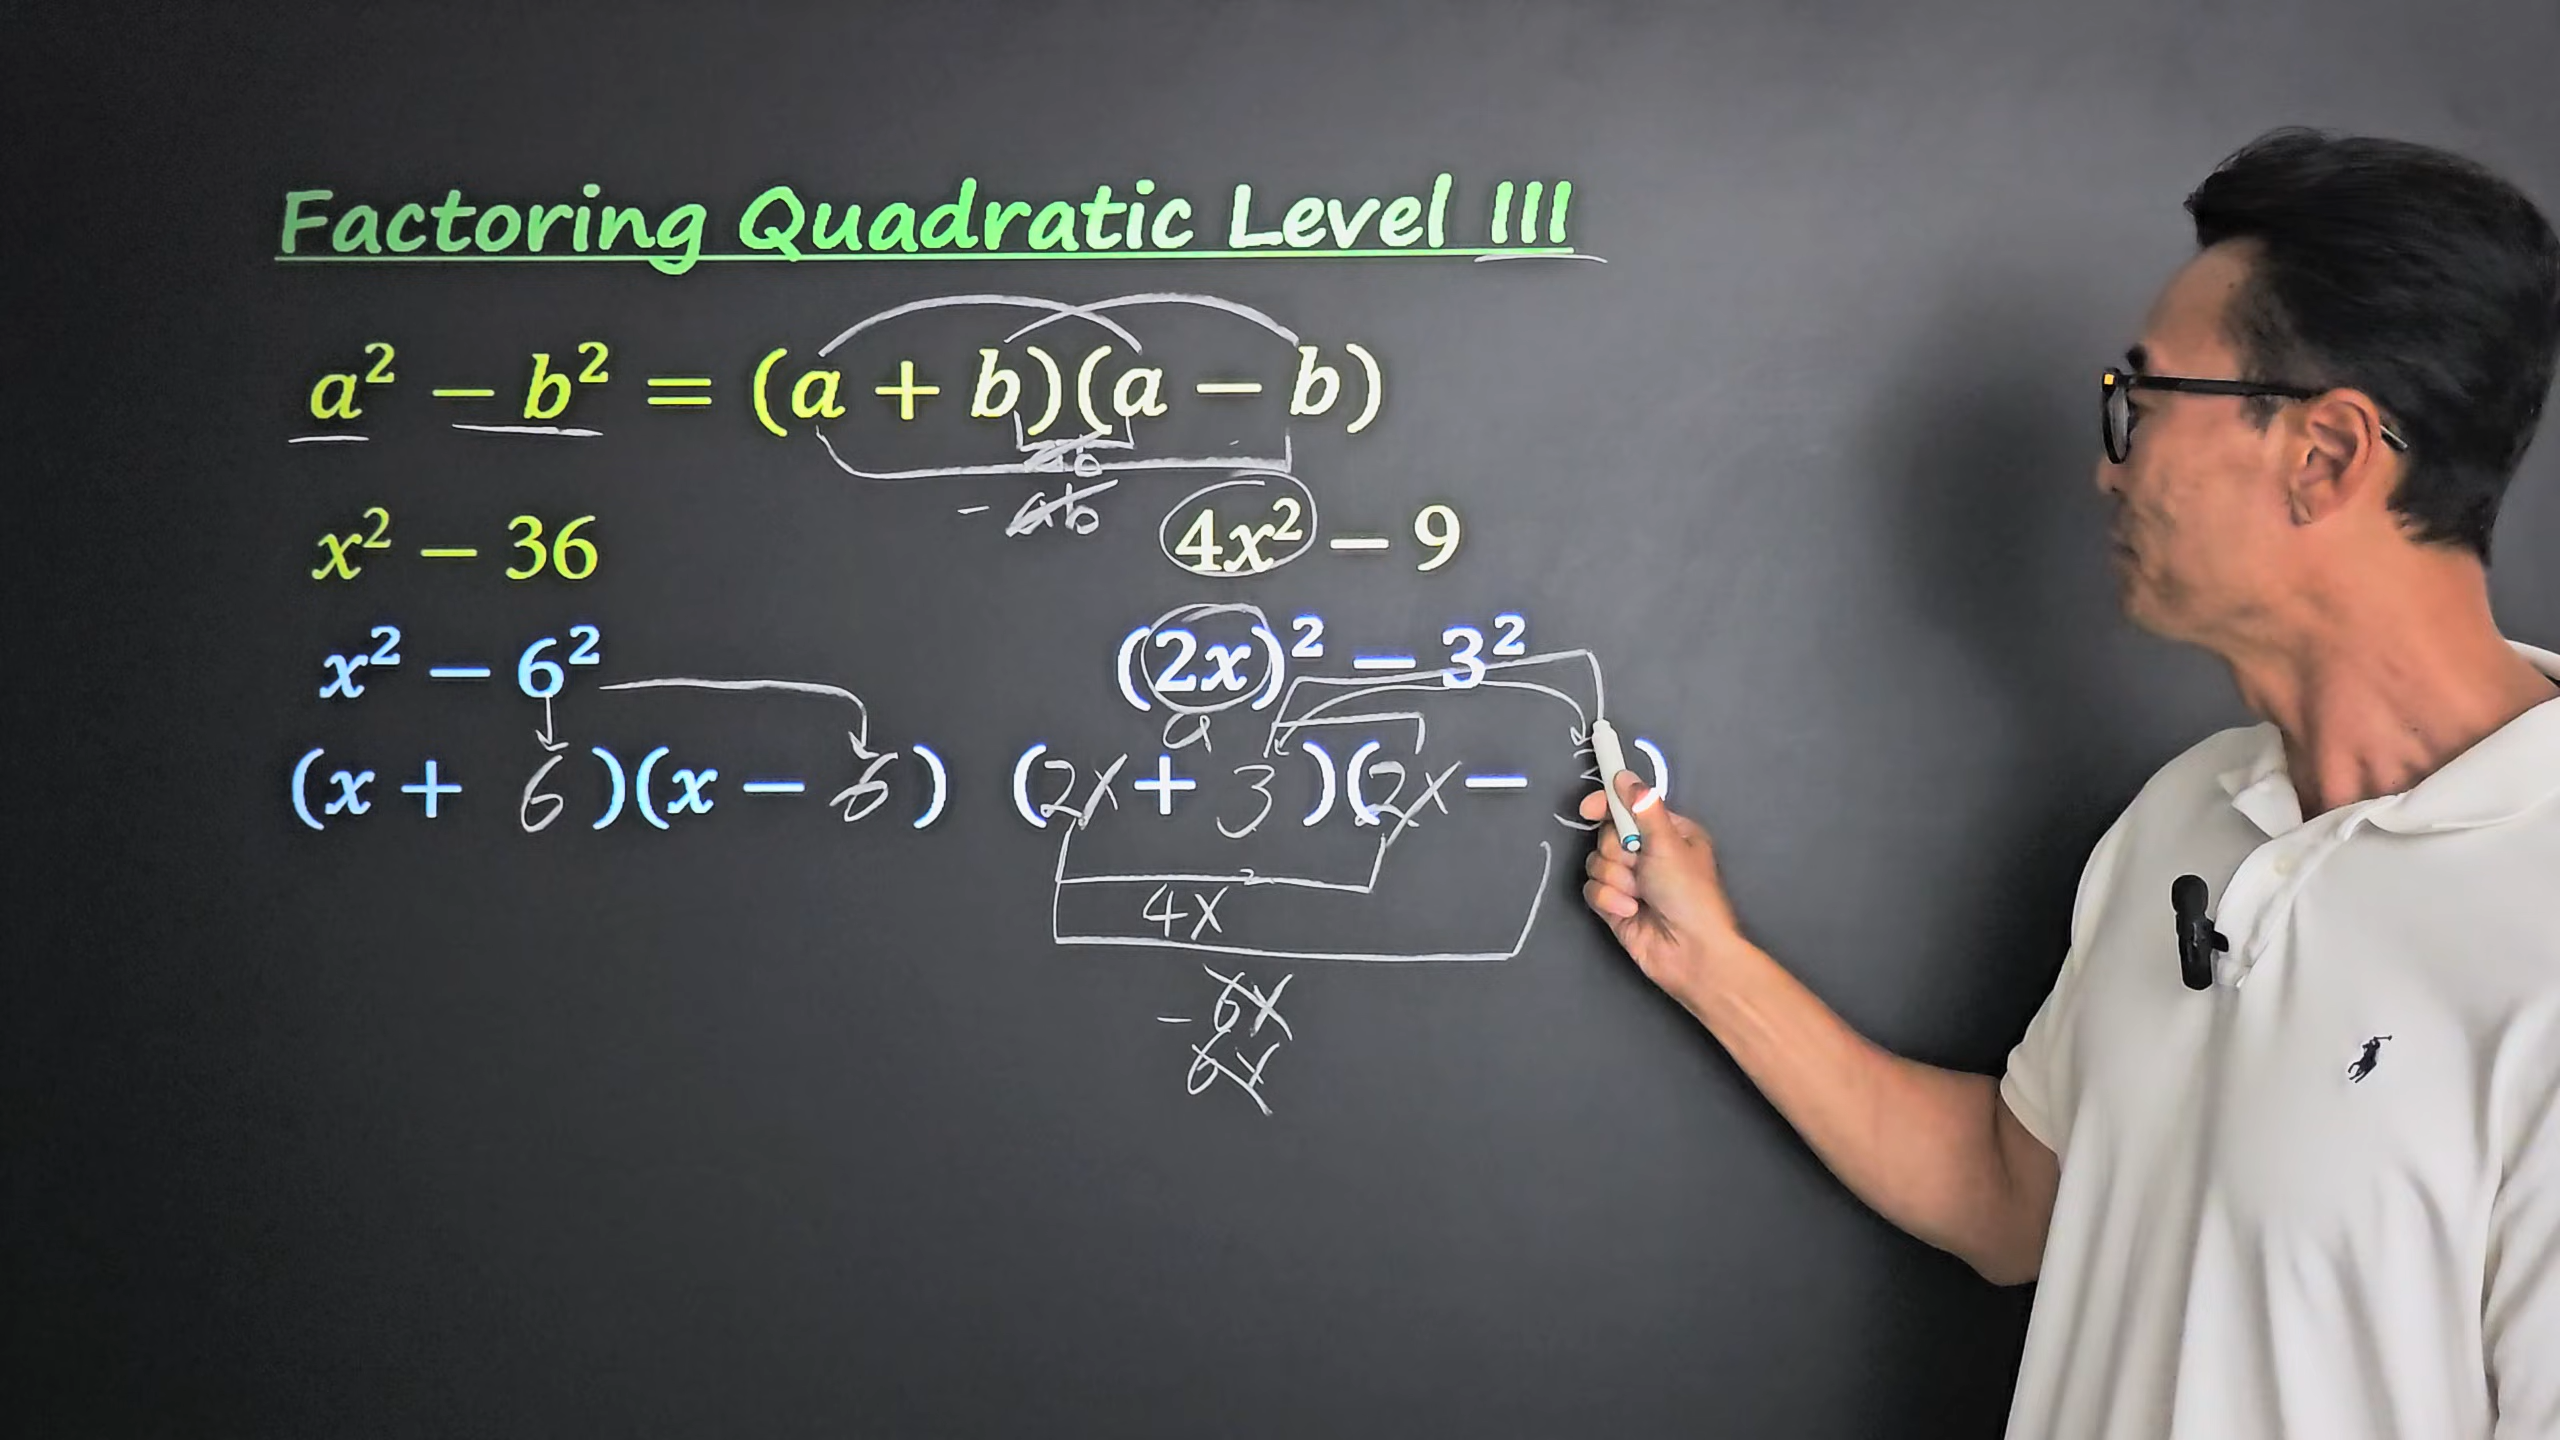 Factoring Quadratic Level III
a² − b² = (a + b)(a − b)
ab
− ab
x² − 36
4x² − 9
x² − 6²
(2x)² − 3²
a
(x + 6)(x − 6)
(2x + 3)(2x − 3)
4x²
− 6x
6x